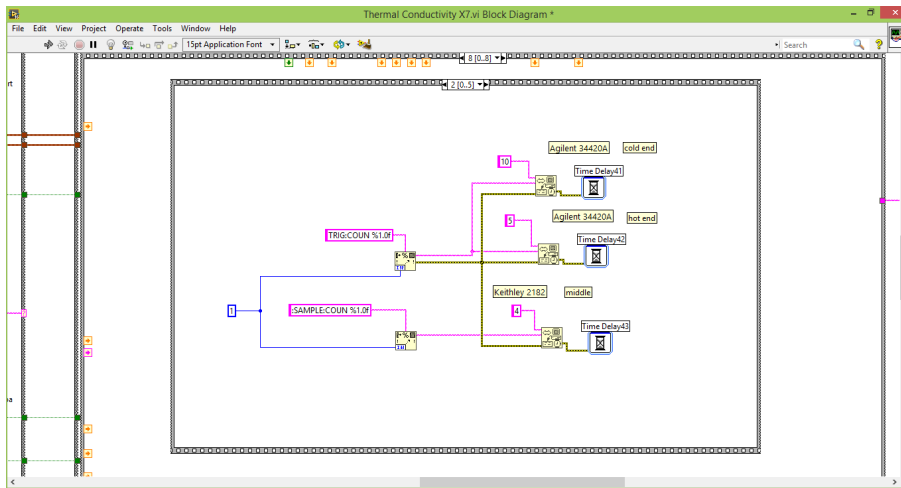 Thermal Conductivity X7.vi Block Diagram *
File Edit View Project Operate Tools Window Help
15pt Application Font
Search
8 [0..8]
2 [0..5]
rt
Agilent 34420A
cold end
10
Time Delay41
Agilent 34420A
hot end
5
TRIG:COUN %1.0f
Time Delay42
Keithley 2182
middle
1
:SAMPLE:COUN %1.0f
4
Time Delay43
oa